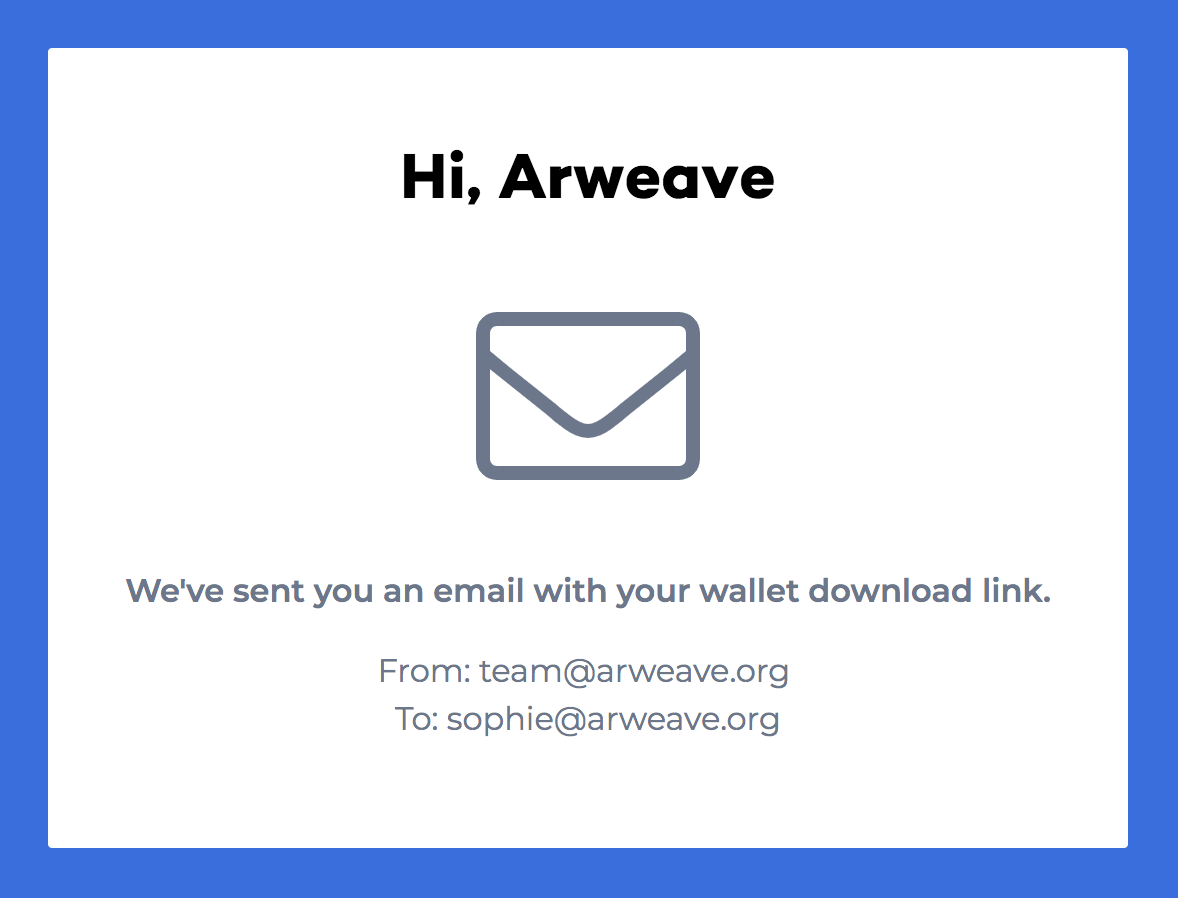 Hi, Arweave
We've sent you an email with your wallet download link.
From: team@arweave.org
To: sophie@arweave.org